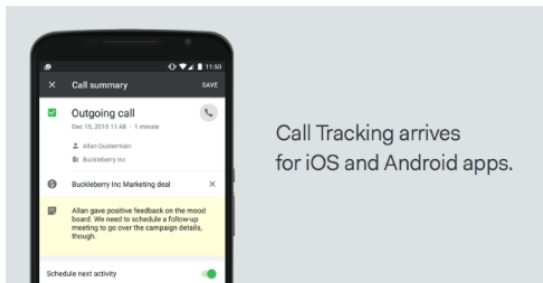 11:50
Call summary
SAVE
Outgoing call
Dec 15, 2015 11:48 · 1 minute
Allan Quatermain
Buckleberry Inc
Buckleberry Inc Marketing deal
Allan gave positive feedback on the mood
board. We need to schedule a follow-up
meeting to go over the campaign details,
though.
Schedule next activity
Call Tracking arrives
for iOS and Android apps.